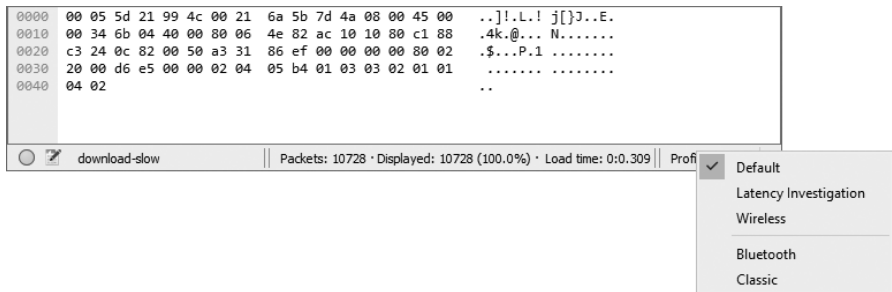 0000 00 05 5d 21 99 4c 00 21 6a 5b 7d 4a 08 00 45 00 ..]!.L.! j[}J..E.
0010 00 34 6b 04 40 00 80 06 4e 82 ac 10 10 80 c1 88 .4k.@... N.......
0020 c3 24 0c 82 00 50 a3 31 86 ef 00 00 00 00 80 02 .$...P.1 ........
0030 20 00 d6 e5 00 00 02 04 05 b4 01 03 03 02 01 01 ....... ........
0040 04 02 ..
download-slow Packets: 10728 · Displayed: 10728 (100.0%) · Load time: 0:0.309 Profi
Default
Latency Investigation
Wireless
Bluetooth
Classic